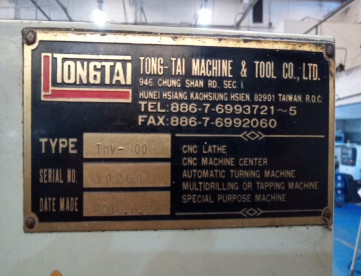 TONGTAI
TONG-TAI MACHINE & TOOL CO., LTD.
946 CHUNG SHAN RD. SEC 1.
HUNEI HSIANG KAOHSIUNG HSIEN 82901 TAIWAN R.O.C.
TEL:886-7-6993721~5
FAX:886-7-6992060
TYPE
SERIAL NO.
DATE MADE
CNC LATHE
CNC MACHINE CENTER
AUTOMATIC TURNING MACHINE
MULTIDRILLING OR TAPPING MACHINE
SPECIAL PURPOSE MACHINE